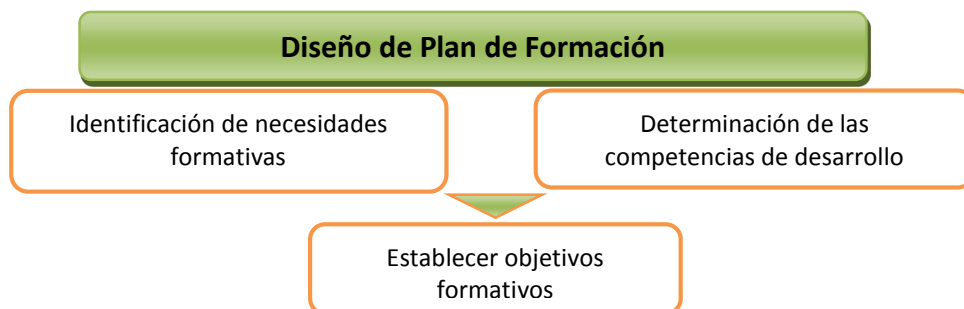 Diseño de Plan de Formación
Identificación de necesidades
formativas
Determinación de las
competencias de desarrollo
Establecer objetivos
formativos